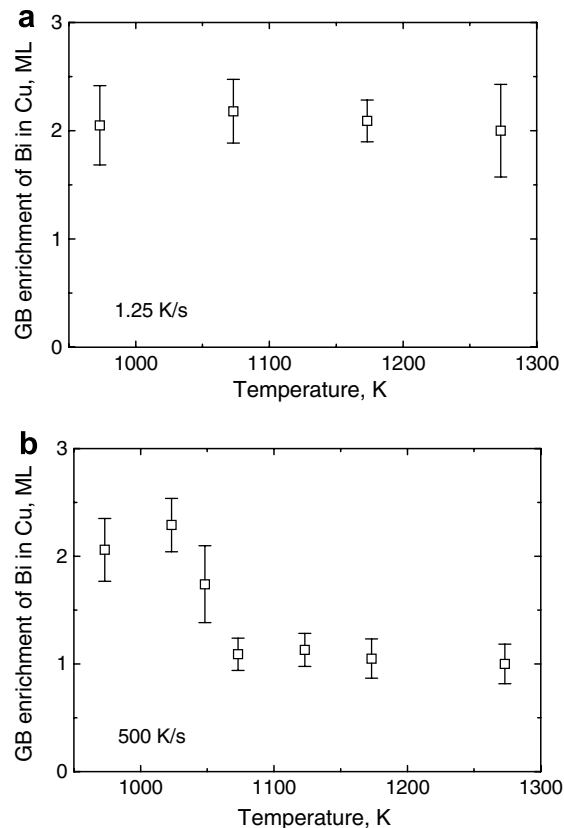 a
3
2
1
0
GB enrichment of Bi in Cu, ML
1.25 K/s
1000 1100 1200 1300
Temperature, K
b
3
2
1
0
GB enrichment of Bi in Cu, ML
500 K/s
1000 1100 1200 1300
Temperature, K